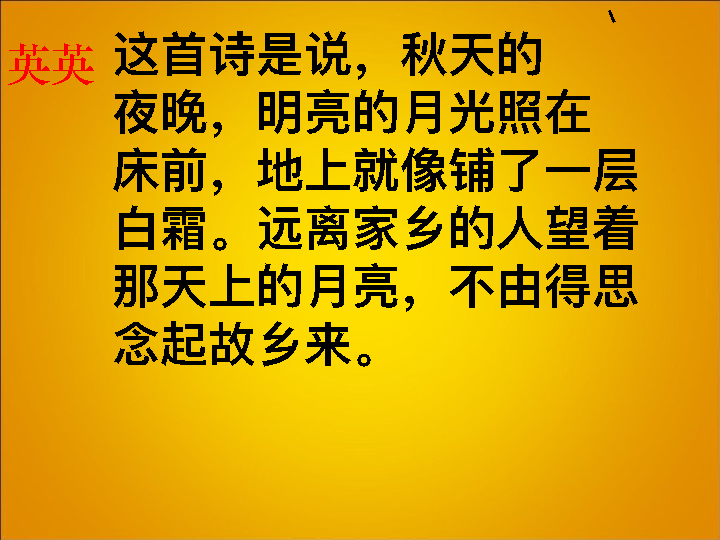 英英
这首诗是说，秋天的
夜晚，明亮的月光照在
床前，地上就像铺了一层
白霜。远离家乡的人望着
那天上的月亮，不由得思
念起故乡来。